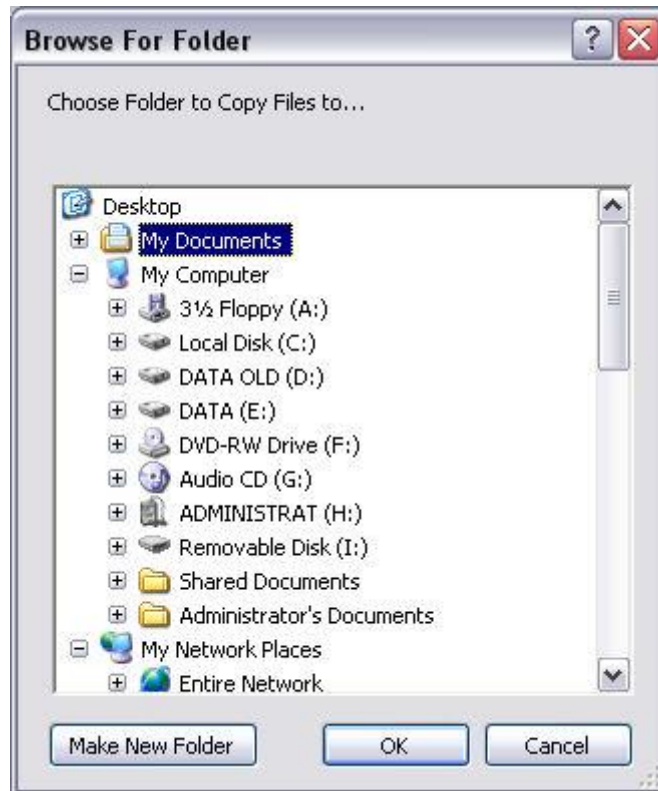 Browse For Folder
Choose Folder to Copy Files to...
Desktop
My Documents
My Computer
3½ Floppy (A:)
Local Disk (C:)
DATA OLD (D:)
DATA (E:)
DVD-RW Drive (F:)
Audio CD (G:)
ADMINISTRAT (H:)
Removable Disk (I:)
Shared Documents
Administrator's Documents
My Network Places
Entire Network
Make New Folder OK Cancel